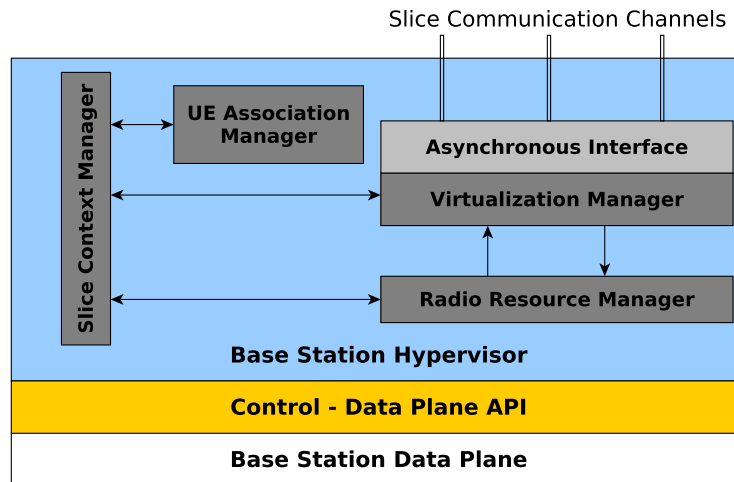 Slice Communication Channels
Slice Context Manager
UE Association
Manager
Asynchronous Interface
Virtualization Manager
Radio Resource Manager
Base Station Hypervisor
Control - Data Plane API
Base Station Data Plane